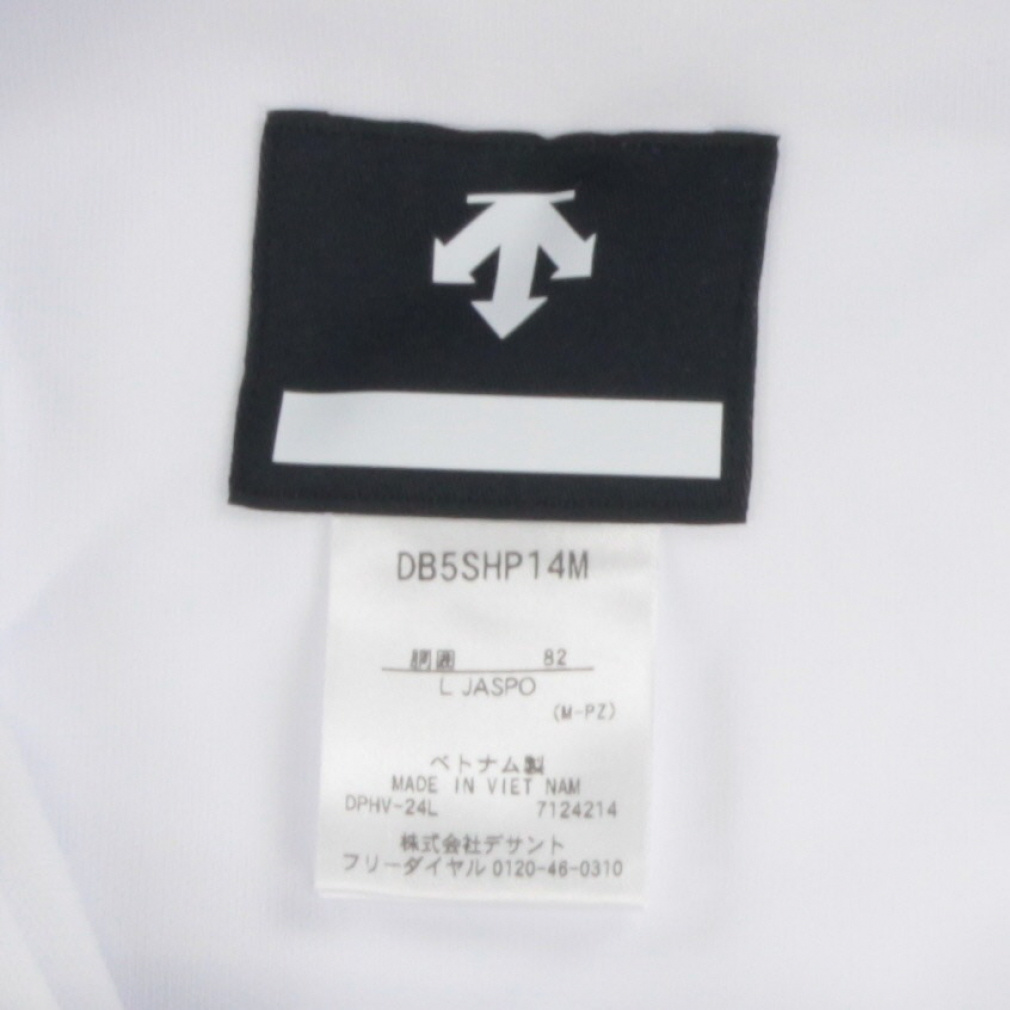 DB5SHP14M
胴囲 82
L JASPO
(M-PZ)
ベトナム製
MADE IN VIET NAM
DPHV-24L 7124214
株式会社デサント
フリーダイヤル 0120-46-0310